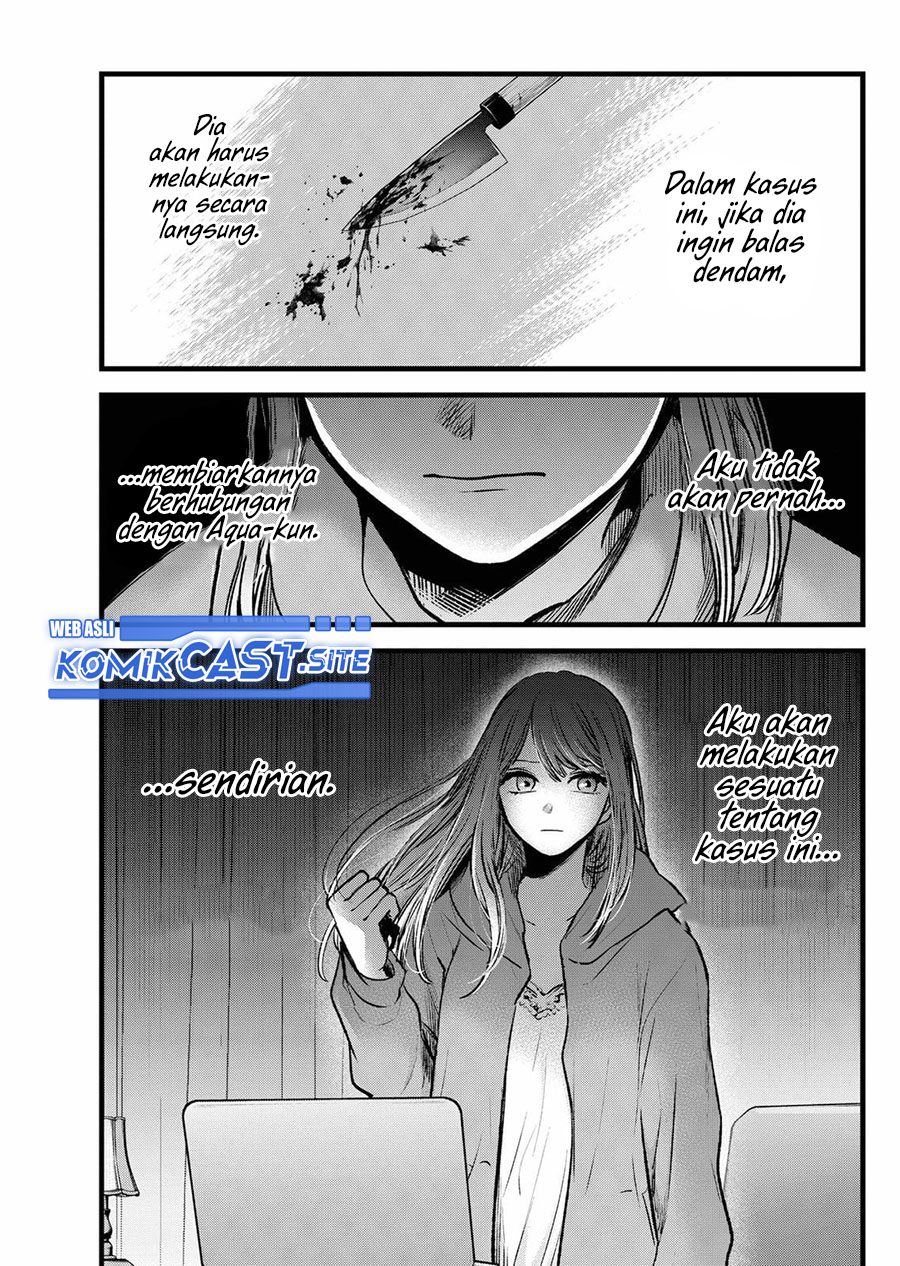 Dalam kasus
ini, jika dia
ingin balas
dendam,
Dia
akan harus
melakukan-
nya secara
langsung.
Aku tidak
akan pernah...
...membiarkannya
berhubungan
dengan Aqua-kun.
WEB ASLI
KOMIKCAST.SITE
Aku akan
melakukan
sesuatu
tentang
kasus ini...
...sendirian.